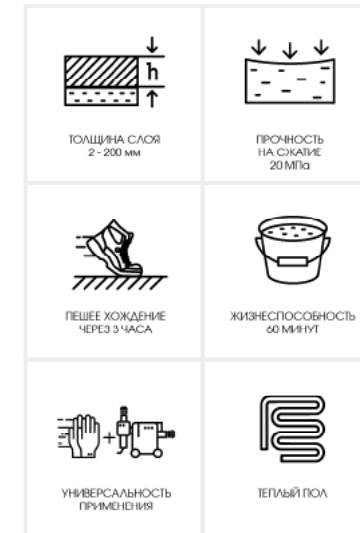 h
ТОЛЩИНА СЛОЯ
2 - 200 мм
ПРОЧНОСТЬ
НА СЖАТИЕ
20 МПа
ПЕШЕЕ ХОЖДЕНИЕ
ЧЕРЕЗ 3 ЧАСА
ЖИЗНЕСПОСОБНОСТЬ
60 МИНУТ
УНИВЕРСАЛЬНОСТЬ
ПРИМЕНЕНИЯ
ТЕПЛЫЙ ПОЛ